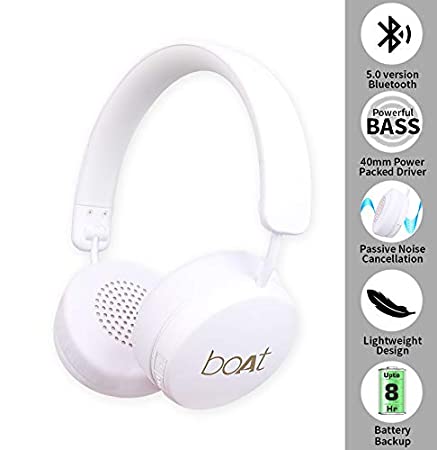 boAt
5.0 version
Bluetooth
Powerful
BASS
40mm Power
Packed Driver
Passive Noise
Cancellation
Lightweight
Design
Upto
8
Hr
Battery
Backup